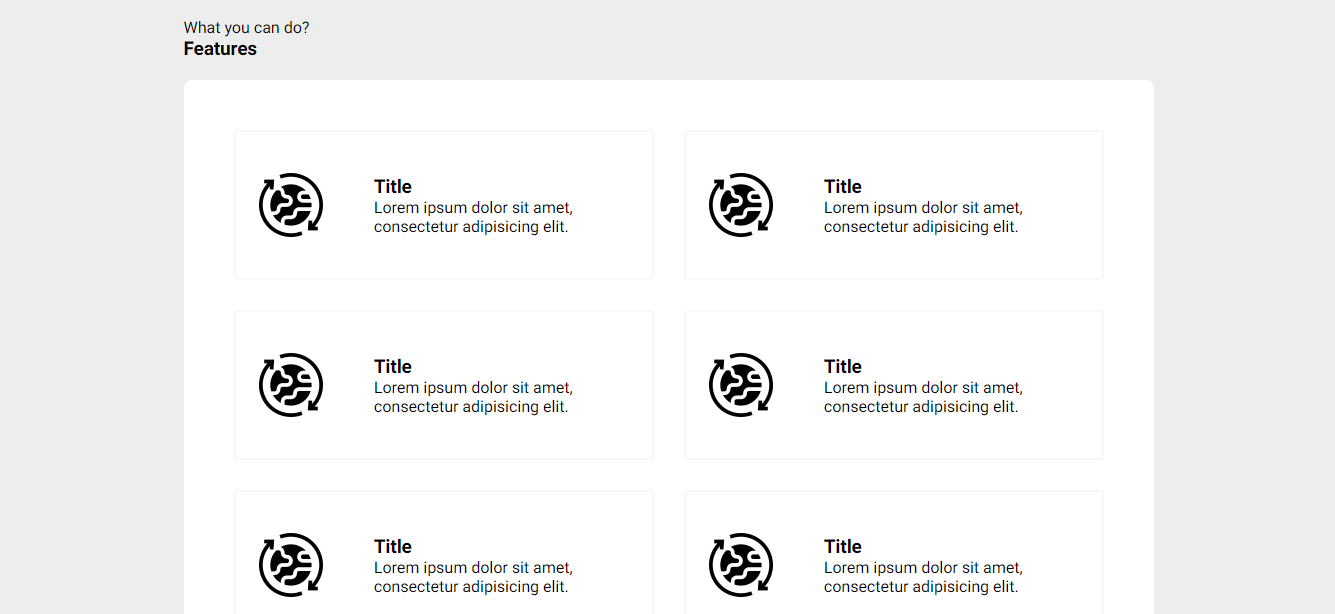 What you can do?
Features
Title
Lorem ipsum dolor sit amet,
consectetur adipisicing elit.
Title
Lorem ipsum dolor sit amet,
consectetur adipisicing elit.
Title
Lorem ipsum dolor sit amet,
consectetur adipisicing elit.
Title
Lorem ipsum dolor sit amet,
consectetur adipisicing elit.
Title
Lorem ipsum dolor sit amet,
consectetur adipisicing elit.
Title
Lorem ipsum dolor sit amet,
consectetur adipisicing elit.